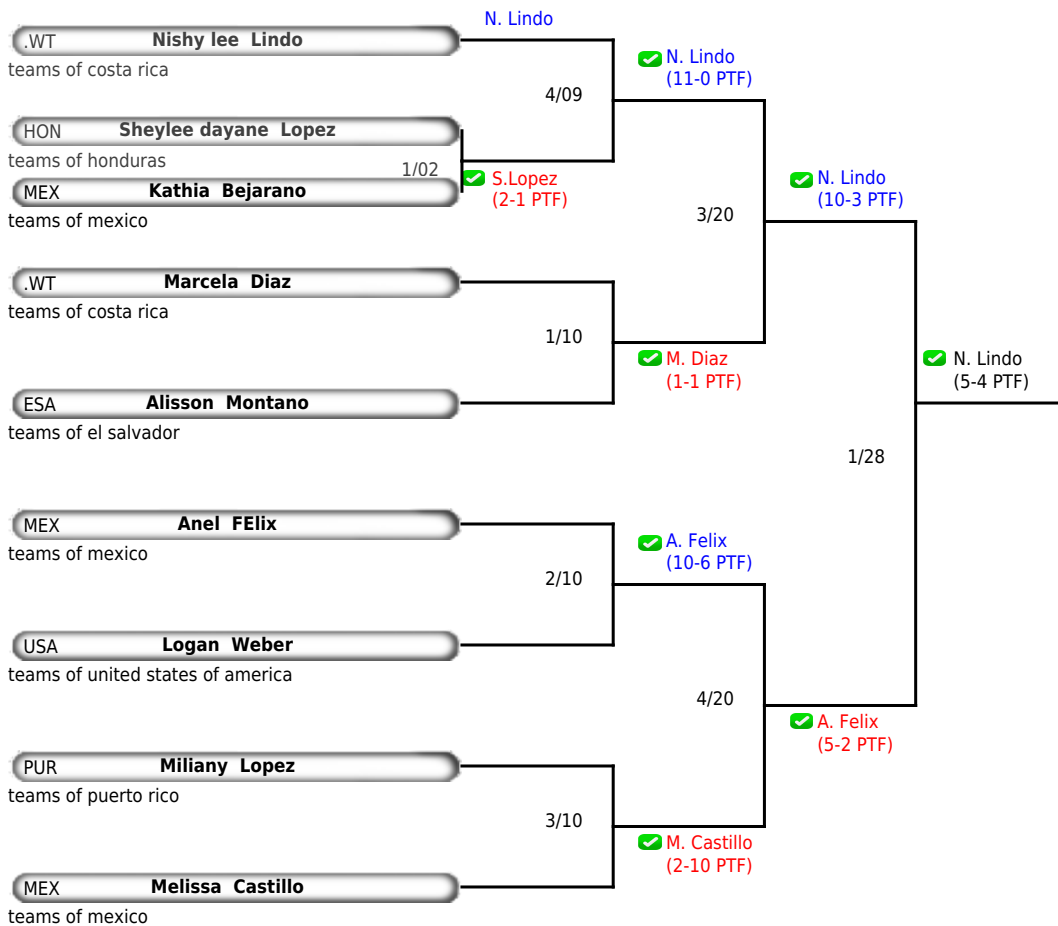 N. Lindo
.WT Nishy lee Lindo
teams of costa rica
N. Lindo
(11-0 PTF)
4/09
HON Sheylee dayane Lopez
teams of honduras
1/02
S.Lopez
(2-1 PTF)
MEX Kathia Bejarano
teams of mexico
N. Lindo
(10-3 PTF)
3/20
.WT Marcela Diaz
teams of costa rica
1/10
M. Diaz
(1-1 PTF)
N. Lindo
(5-4 PTF)
ESA Alisson Montano
teams of el salvador
1/28
MEX Anel FElix
teams of mexico
A. Felix
(10-6 PTF)
2/10
USA Logan Weber
teams of united states of america
4/20
A. Felix
(5-2 PTF)
PUR Miliany Lopez
teams of puerto rico
3/10
M. Castillo
(2-10 PTF)
MEX Melissa Castillo
teams of mexico